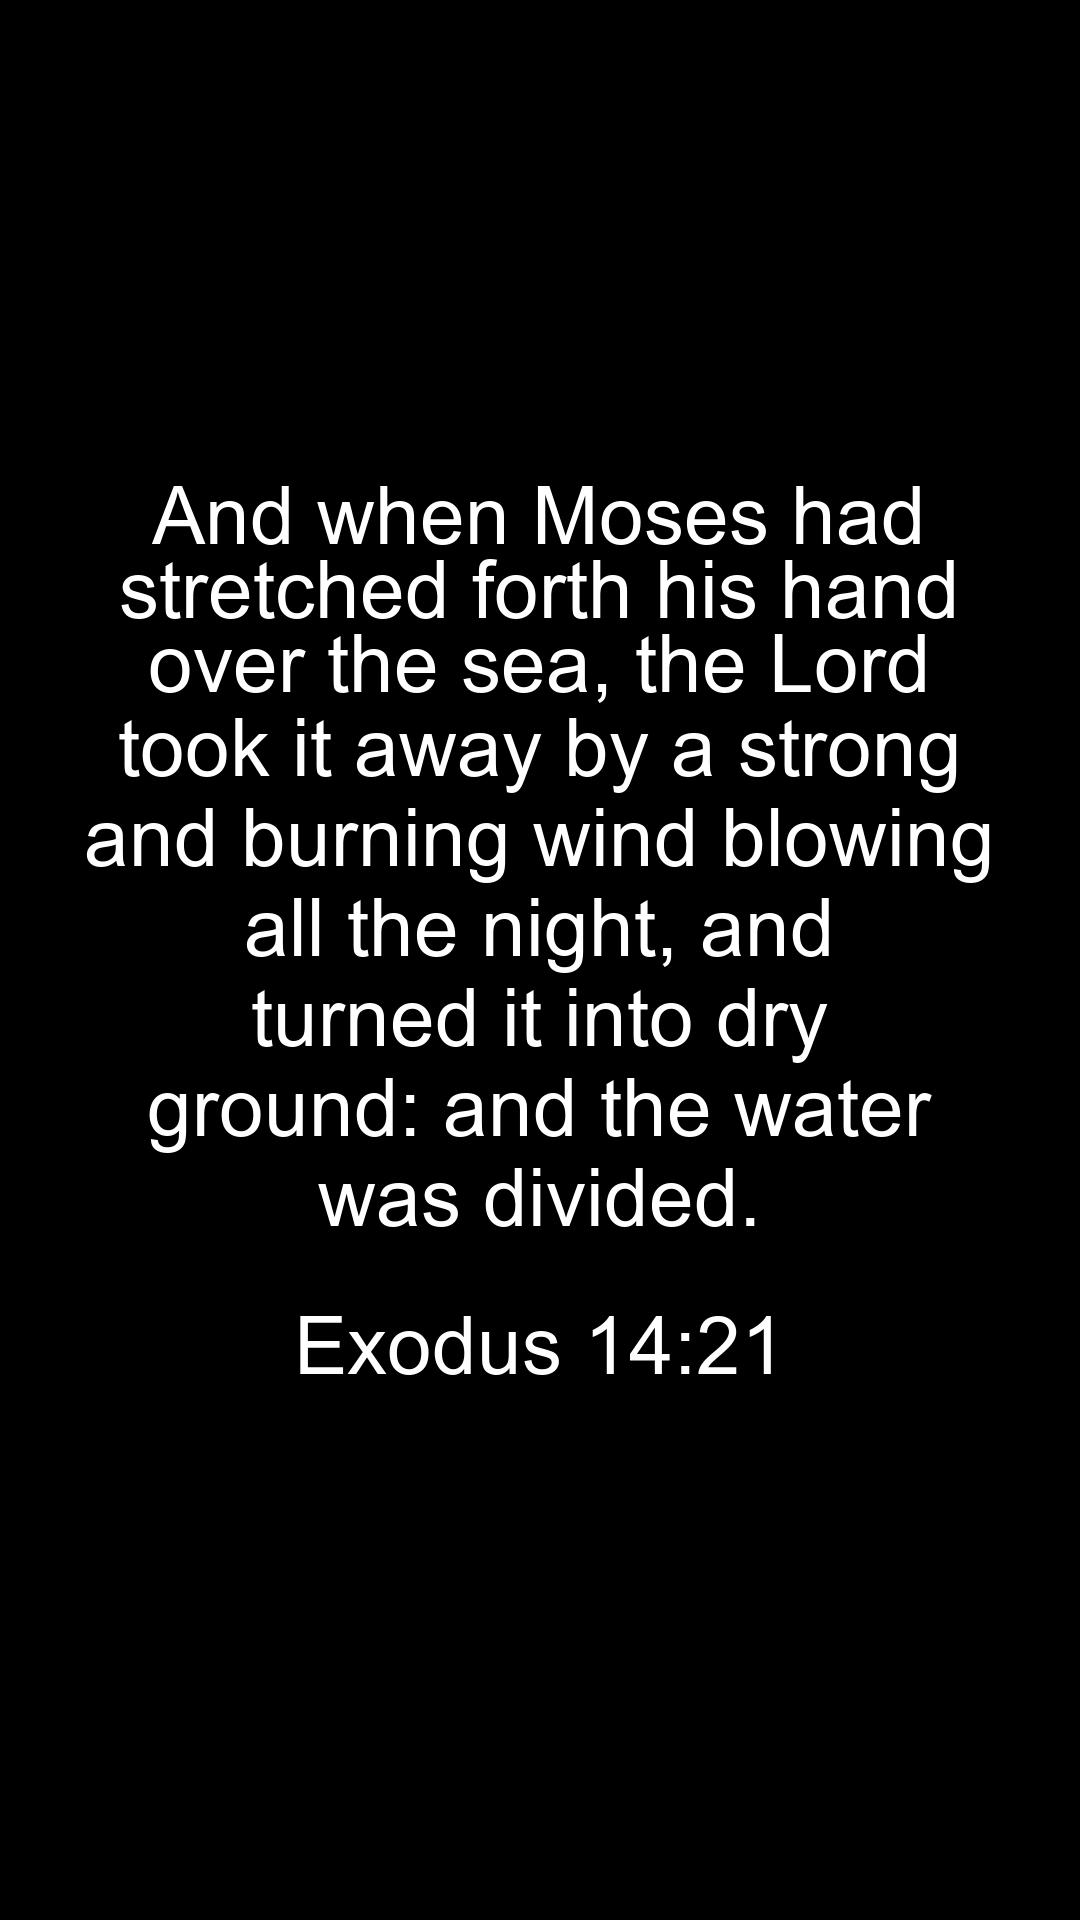 And when Moses had
stretched forth his hand
over the sea, the Lord
took it away by a strong
and burning wind blowing
all the night, and
turned it into dry
ground: and the water
was divided.
Exodus 14:21